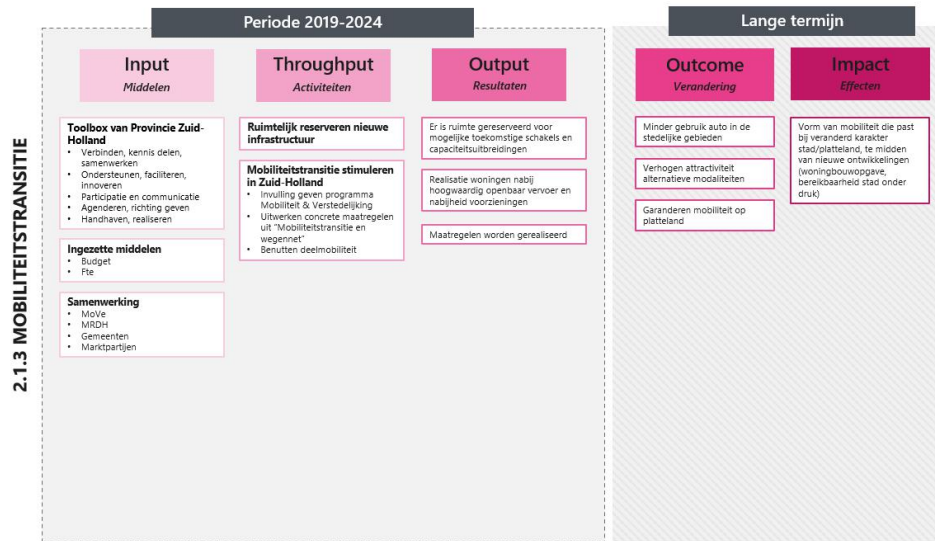 2.1.3 MOBILITEITSTRANSITIE
Periode 2019-2024
Input
Middelen
Toolbox van Provincie Zuid-
Holland
• Verbinden, kennis delen,
samenwerken
• Ondersteunen, faciliteren,
innoveren
• Participatie en communicatie
• Agenderen, richting geven
• Handhaven, realiseren
Ingezette middelen
• Budget
• Fte
Samenwerking
• MoVe
• MRDH
• Gemeenten
• Marktpartijen
Throughput
Activiteiten
Ruimtelijk reserveren nieuwe
infrastructuur
Mobiliteitstransitie stimuleren
in Zuid-Holland
• Invulling geven programma
Mobiliteit & Verstedelijking
• Uitwerken concrete maatregelen
uit "Mobiliteitstransitie en
wegennet"
• Benutten deelmobiliteit
Output
Resultaten
Er is ruimte gereserveerd voor
mogelijke toekomstige schakels en
capaciteitsuitbreidingen
Realisatie woningen nabij
hoogwaardig openbaar vervoer en
nabijheid voorzieningen
Maatregelen worden gerealiseerd
Lange termijn
Outcome
Verandering
Minder gebruik auto in de
stedelijke gebieden
Verhogen attractiviteit
alternatieve modaliteiten
Garanderen mobiliteit op
platteland
Impact
Effecten
Vorm van mobiliteit die past
bij veranderd karakter
stad/platteland, te midden
van nieuwe ontwikkelingen
(woningbouwopgave,
bereikbaarheid stad onder
druk)